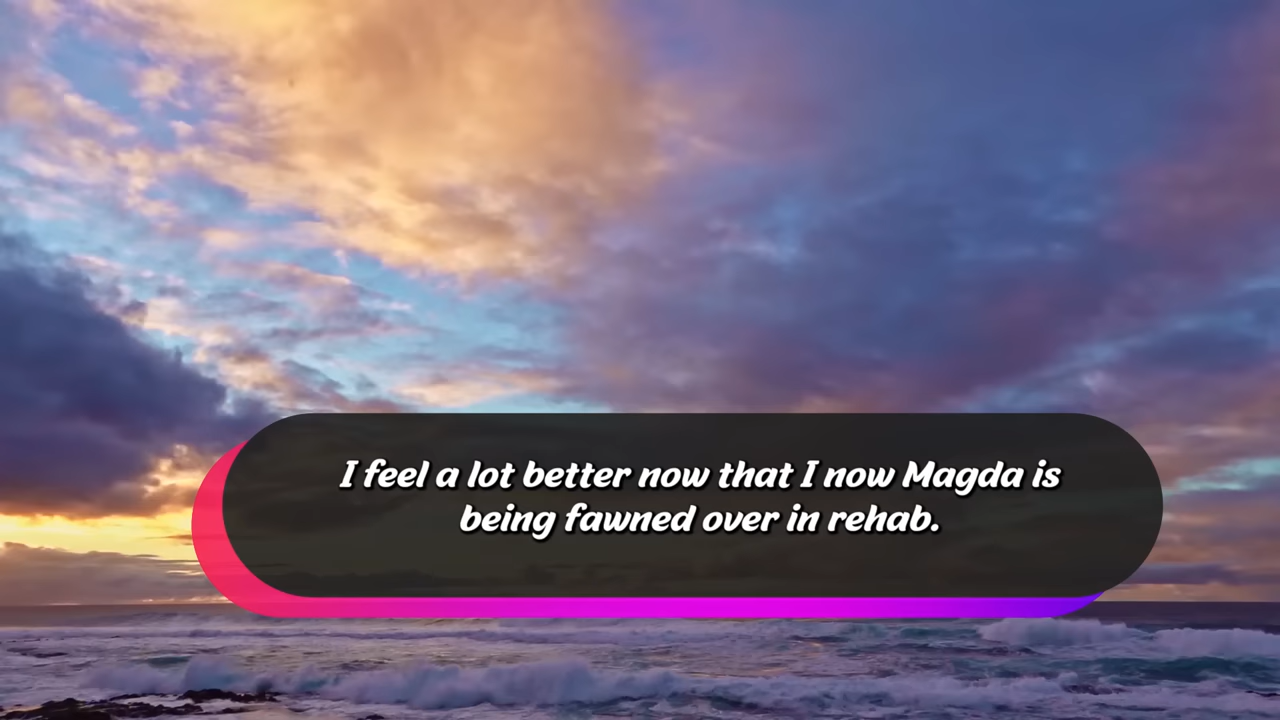 I feel a lot better now that I now Magda is
being fawned over in rehab.